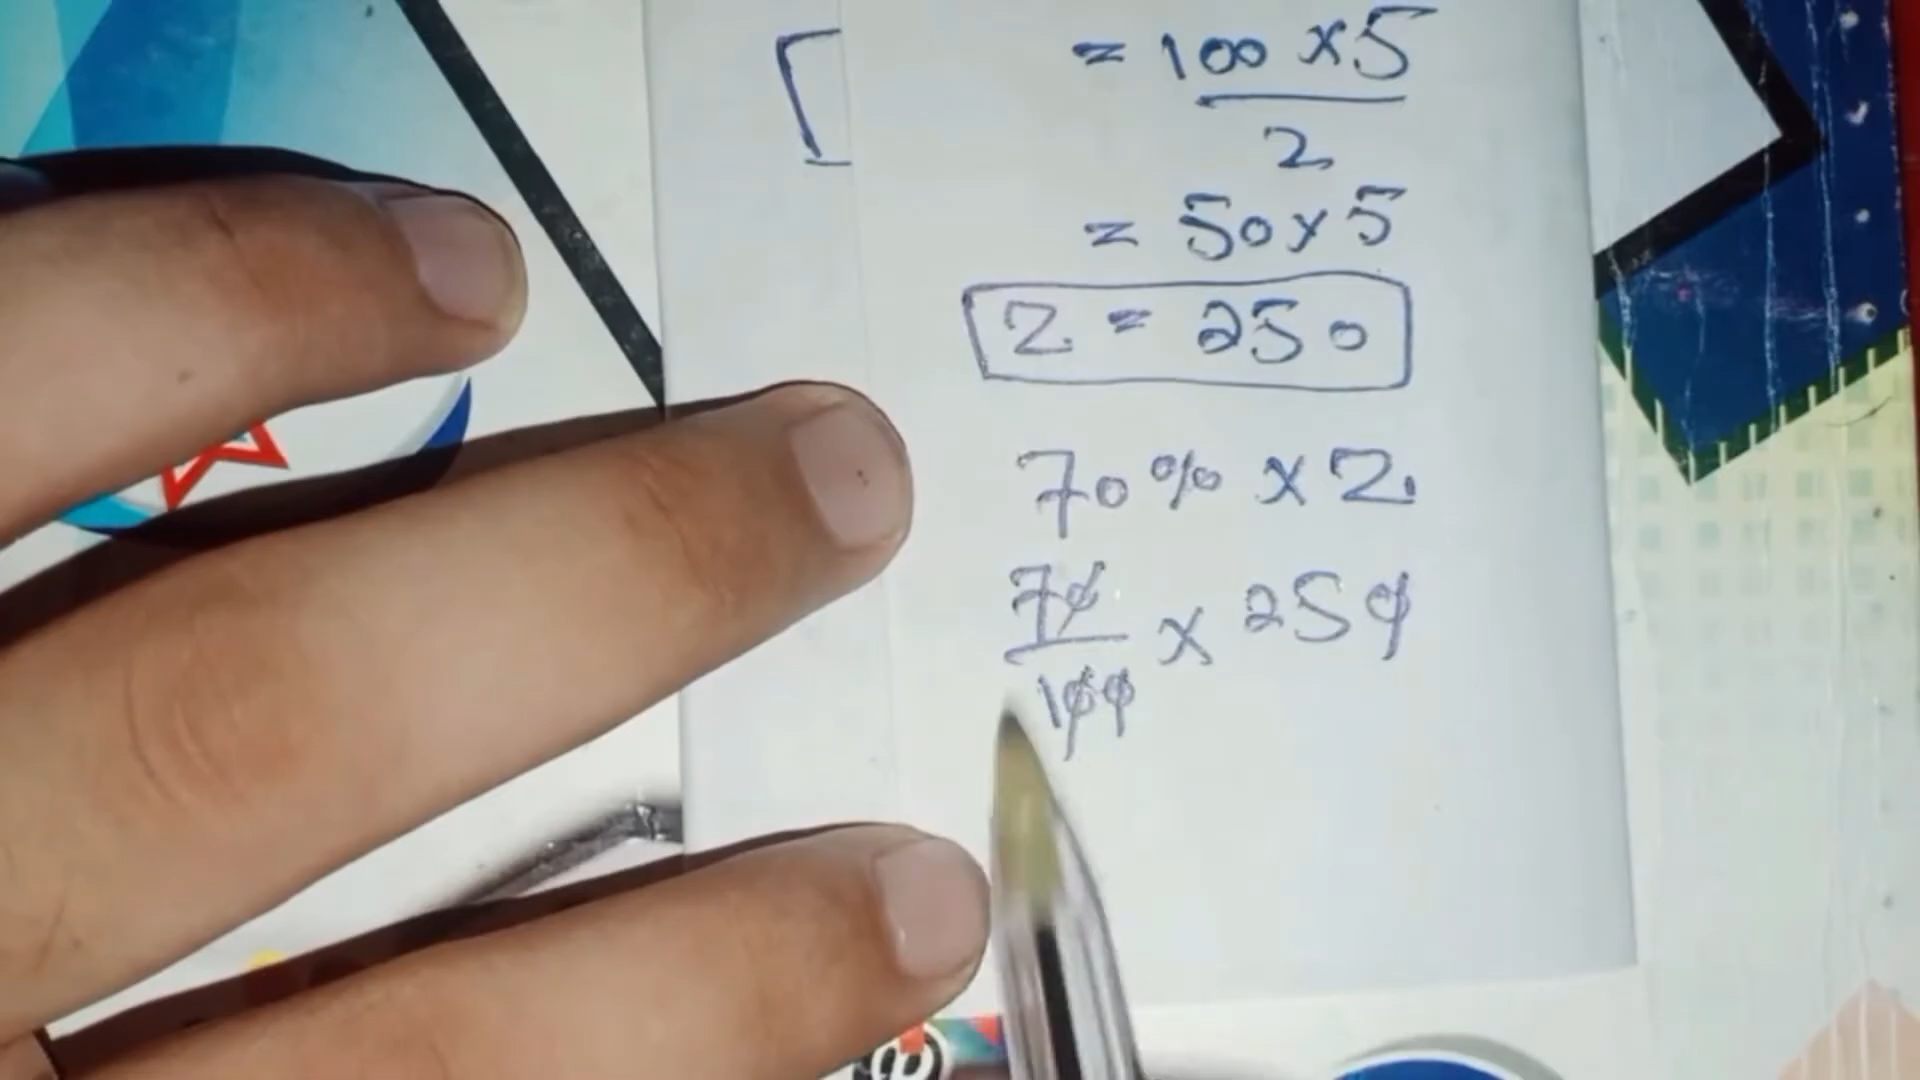 = 100 x 5
2
= 50 x 5
Z = 250
70% x Z
70 x 250
100